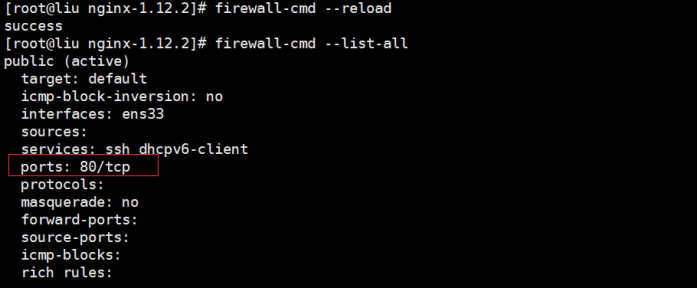 [root@liu nginx-1.12.2]# firewall-cmd --reload
success
[root@liu nginx-1.12.2]# firewall-cmd --list-all
public (active)
  target: default
  icmp-block-inversion: no
  interfaces: ens33
  sources:
  services: ssh dhcpv6-client
  ports: 80/tcp
  protocols:
  masquerade: no
  forward-ports:
  source-ports:
  icmp-blocks:
  rich rules: